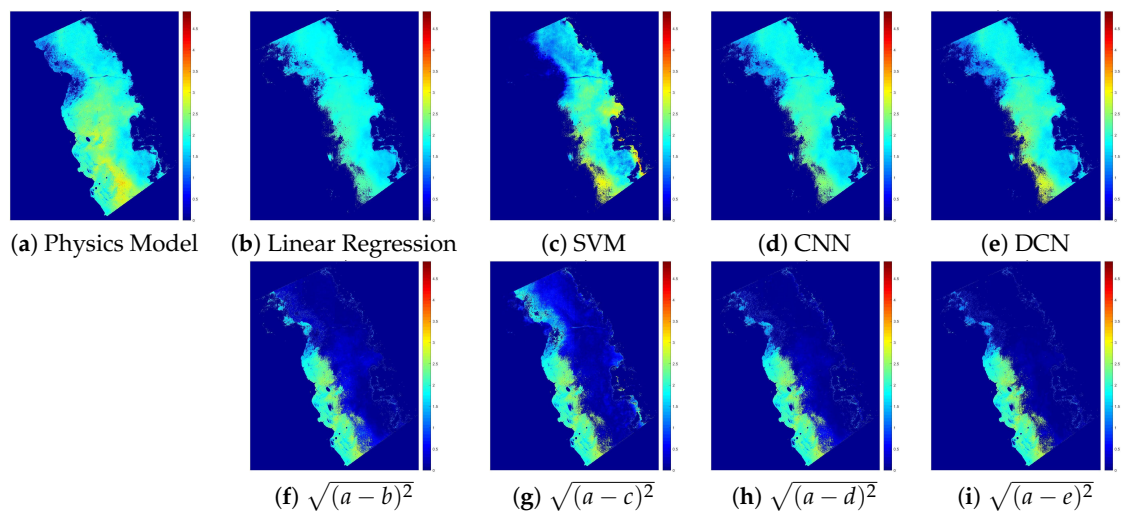 (a) Physics Model
(b) Linear Regression
(c) SVM
(d) CNN
(e) DCN
(f) √(a − b)²
(g) √(a − c)²
(h) √(a − d)²
(i) √(a − e)²